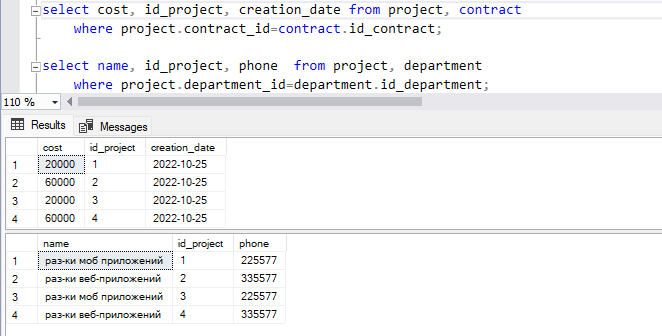 select cost, id_project, creation_date from project, contract
where project.contract_id=contract.id_contract;
select name, id_project, phone  from project, department
where project.department_id=department.id_department;
110 %
Results Messages
cost id_project creation_date
1 20000 1 2022-10-25
2 60000 2 2022-10-25
3 20000 3 2022-10-25
4 60000 4 2022-10-25
name id_project phone
1 раз-ки моб приложений 1 225577
2 раз-ки веб-приложений 2 335577
3 раз-ки моб приложений 3 225577
4 раз-ки веб-приложений 4 335577